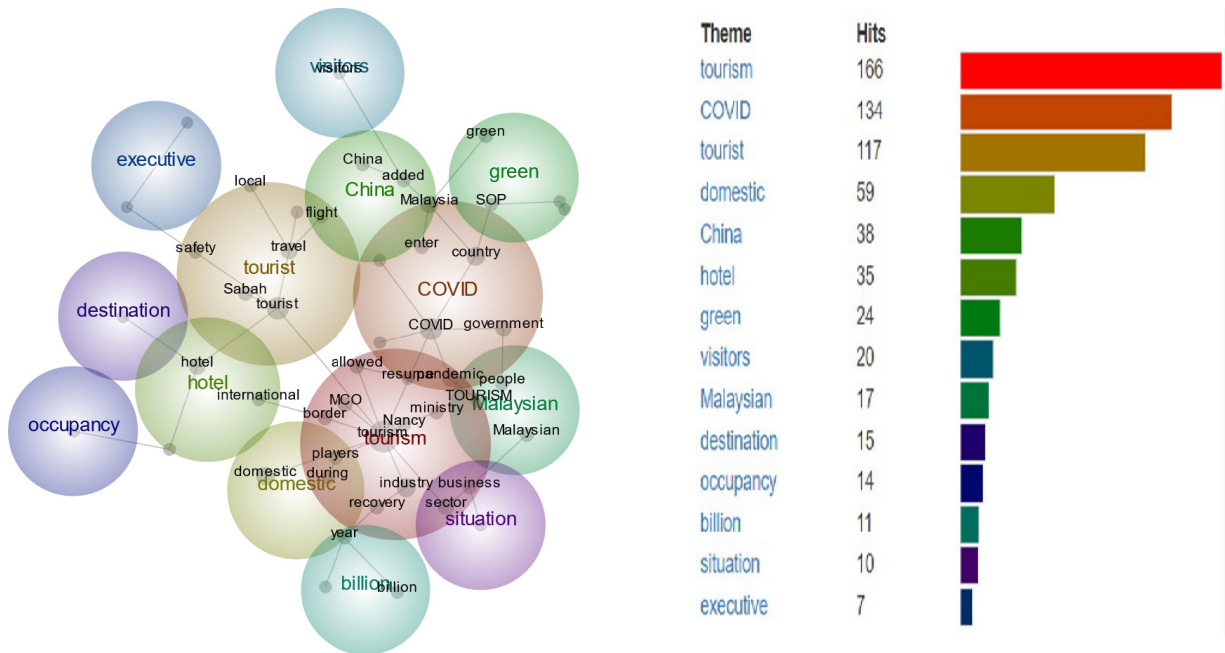 visitors
visitors
executive
green
China
added
green
China
local
Malaysia
SOP
flight
enter
safety
travel
country
tourist
Sabah
COVID
tourist
destination
COVID
government
hotel
allowed
hotel
resume
pandemic
people
international
MCO
TOURISM
Malaysian
border
ministry
occupancy
Nancy
tourism
Malaysian
tourism
players
domestic
during
domestic
industry
business
recovery
sector
situation
year
billion
billion
Theme Hits
tourism 166
COVID 134
tourist 117
domestic 59
China 38
hotel 35
green 24
visitors 20
Malaysian 17
destination 15
occupancy 14
billion 11
situation 10
executive 7